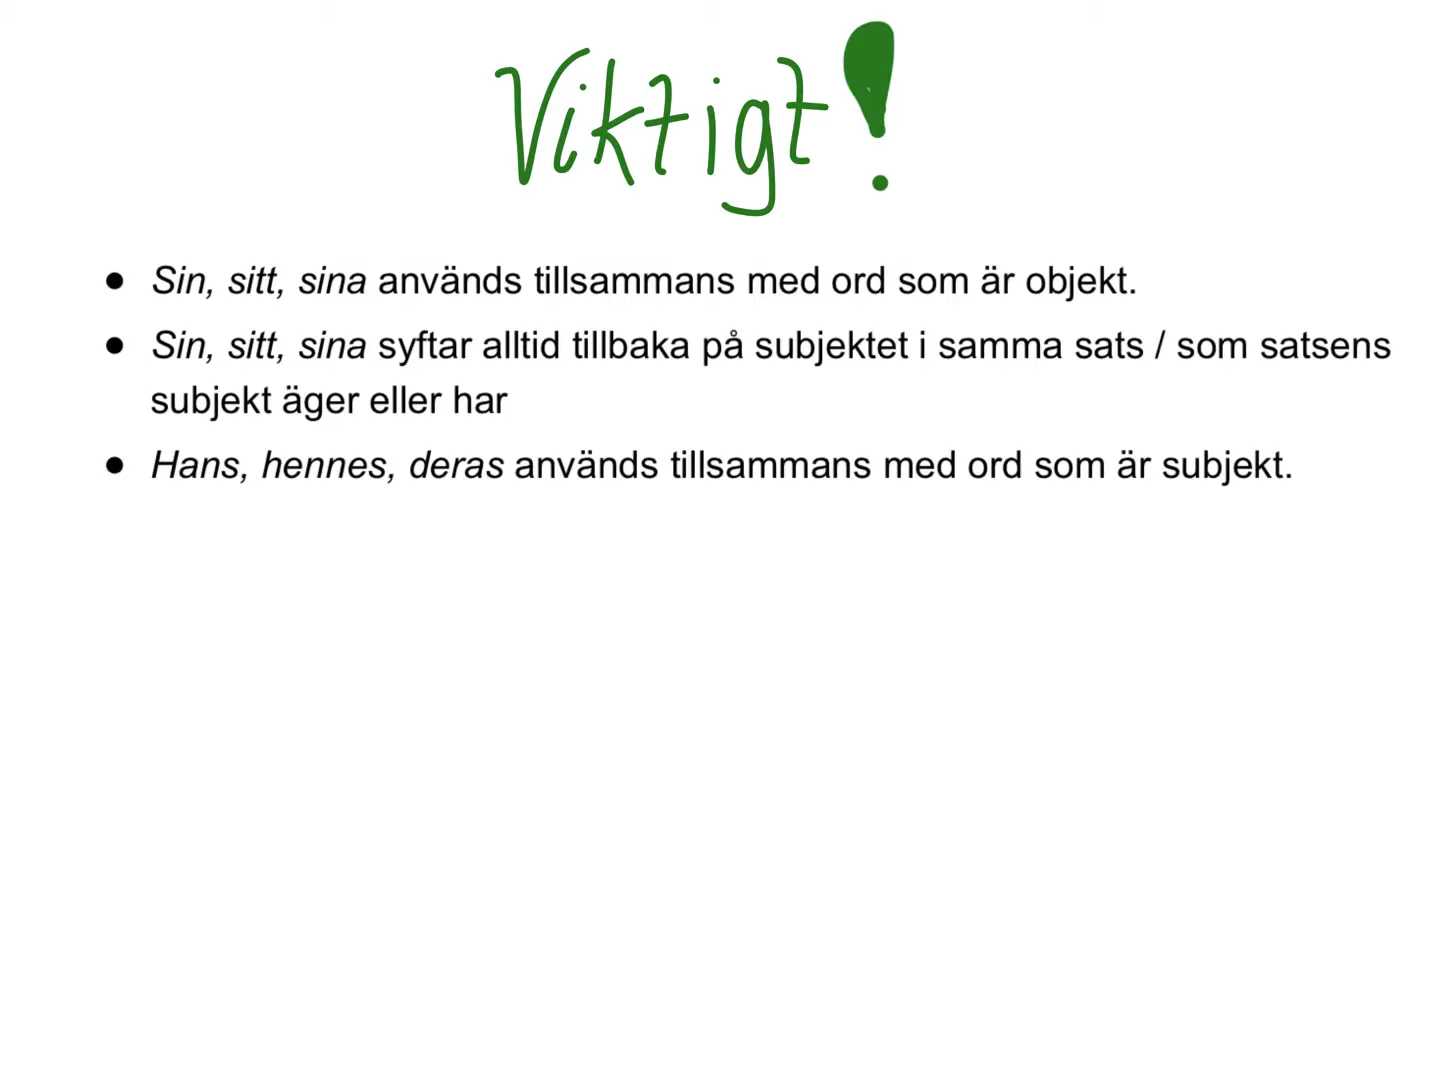 Viktigt!
• Sin, sitt, sina används tillsammans med ord som är objekt.
• Sin, sitt, sina syftar alltid tillbaka på subjektet i samma sats / som satsens
subjekt äger eller har
• Hans, hennes, deras används tillsammans med ord som är subjekt.